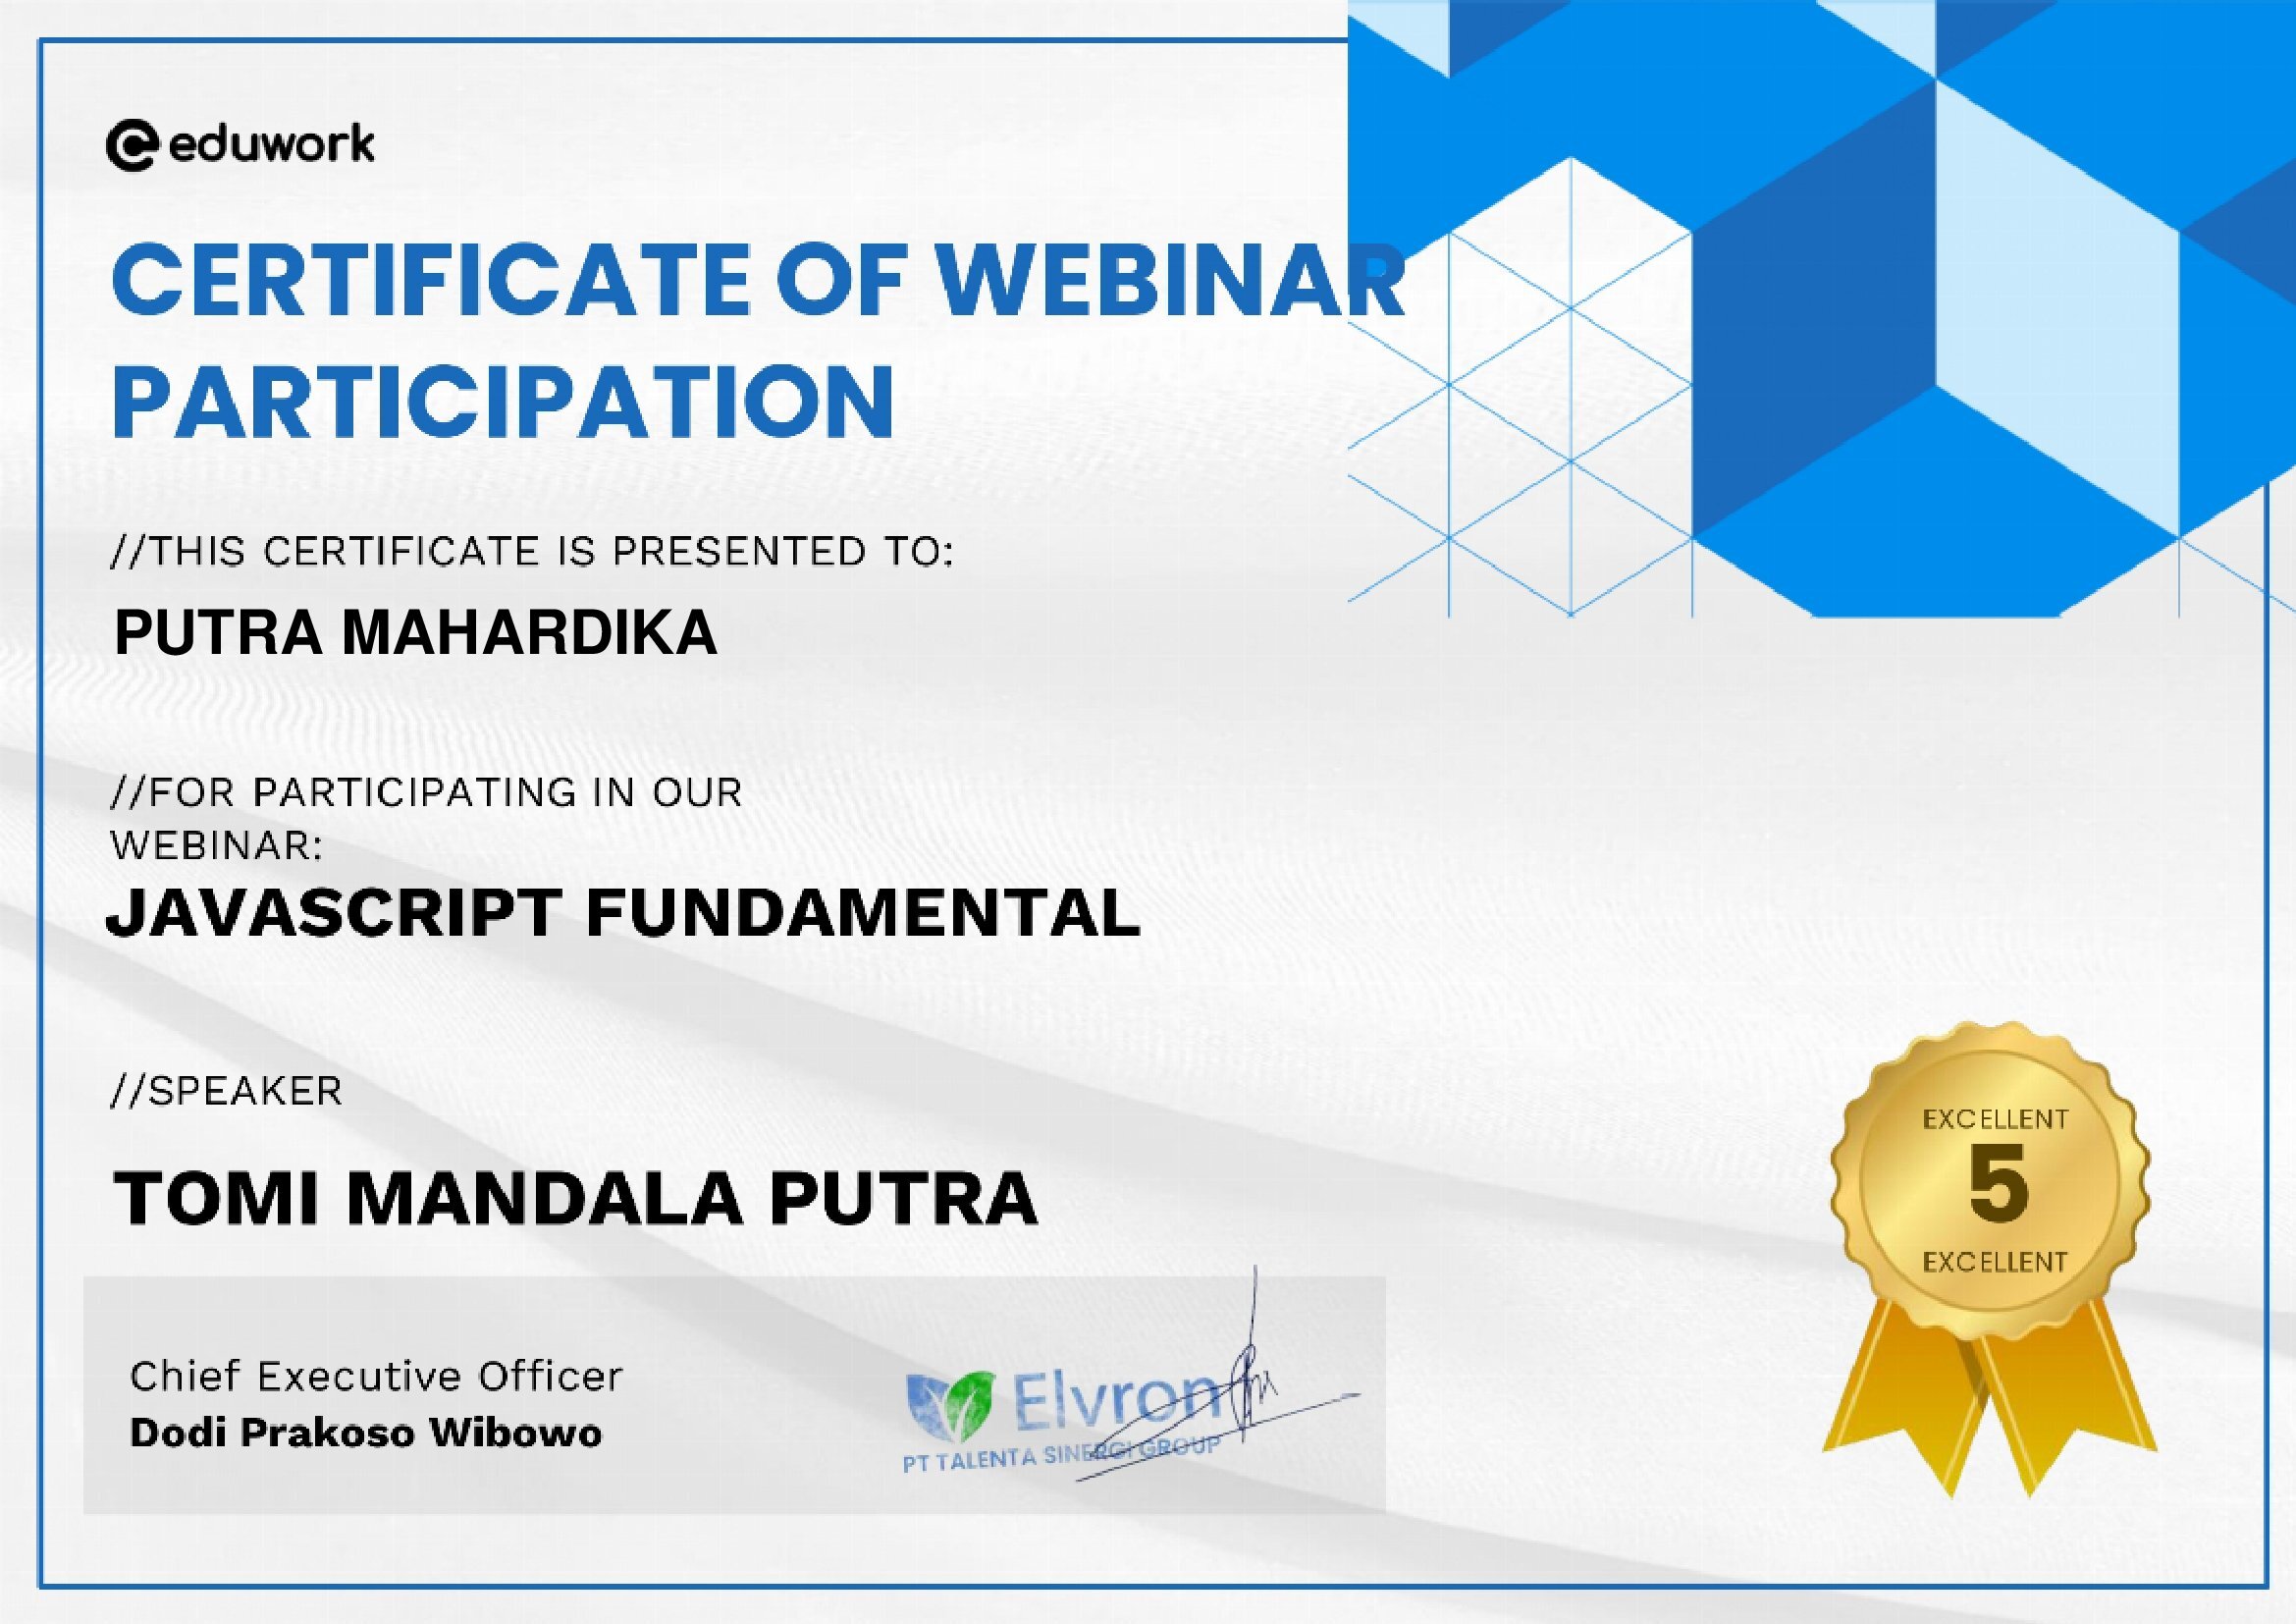 eduwork
CERTIFICATE OF WEBINAR
PARTICIPATION
//THIS CERTIFICATE IS PRESENTED TO:
PUTRA MAHARDIKA
//FOR PARTICIPATING IN OUR
WEBINAR:
JAVASCRIPT FUNDAMENTAL
//SPEAKER
TOMI MANDALA PUTRA
EXCELLENT
5
EXCELLENT
Chief Executive Officer
Dodi Prakoso Wibowo
Elvron
PT TALENTA SINERGI GROUP